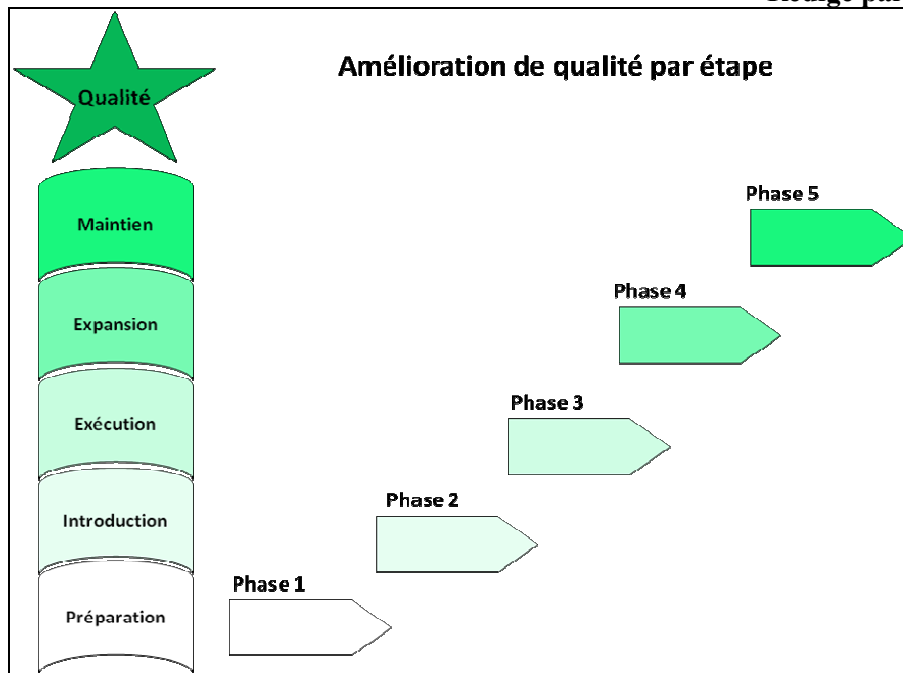 Amélioration de qualité par étape
Qualité
Maintien
Phase 5
Expansion
Phase 4
Exécution
Phase 3
Introduction
Phase 2
Préparation
Phase 1